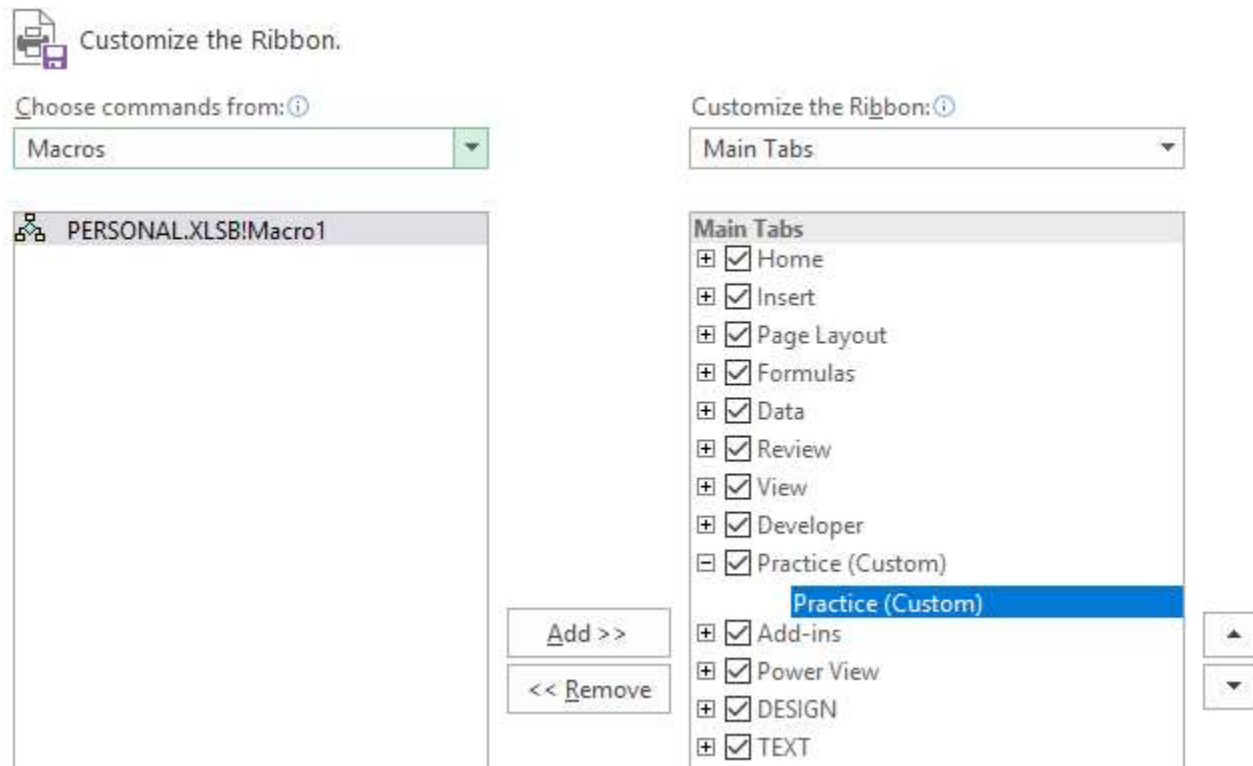 Customize the Ribbon.
Choose commands from:
Customize the Ribbon:
Macros
Main Tabs
PERSONAL.XLSB!Macro1
Main Tabs
Home
Insert
Page Layout
Formulas
Data
Review
View
Developer
Practice (Custom)
Practice (Custom)
Add >>
Add-ins
<< Remove
Power View
DESIGN
TEXT